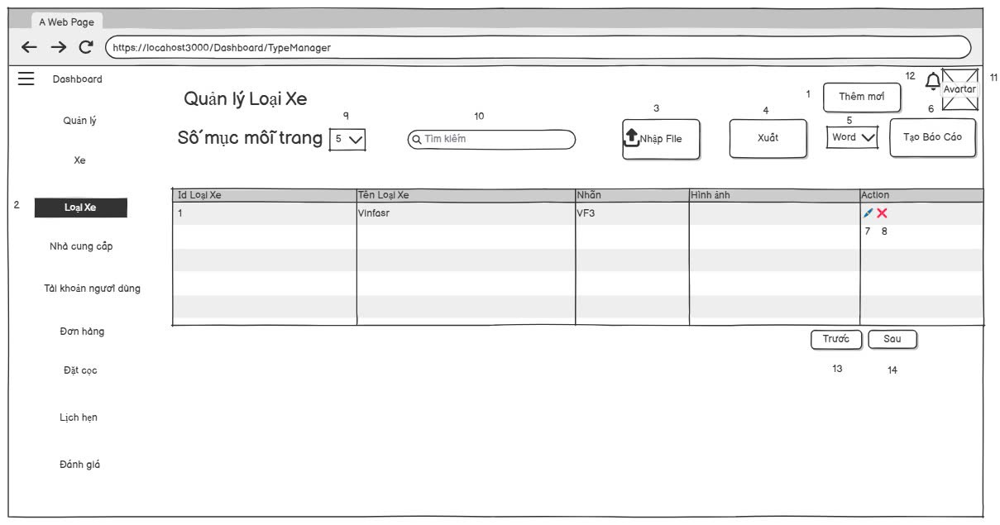 A Web Page
https://locahost3000/Dashboard/TypeManager
Dashboard
12
11
Avartar
Quản lý Loại Xe
1
Thêm mơí
Quản lý
9
10
3
4
5
6
Số mục mỗi trang
5
Tìm kiếm
Nhập File
Xuất
Word
Tạo Báo Cáo
Xe
2
Loại Xe
Id Loại Xe
Tên Loại Xe
Nhãn
Hình ảnh
Action
1
Vinfasr
VF3
7
8
Nhà cung cấp
Tài khoản ngươì dùng
Đơn hàng
Trước
Sau
13
14
Đặt cọc
Lịch hẹn
Đánh giá